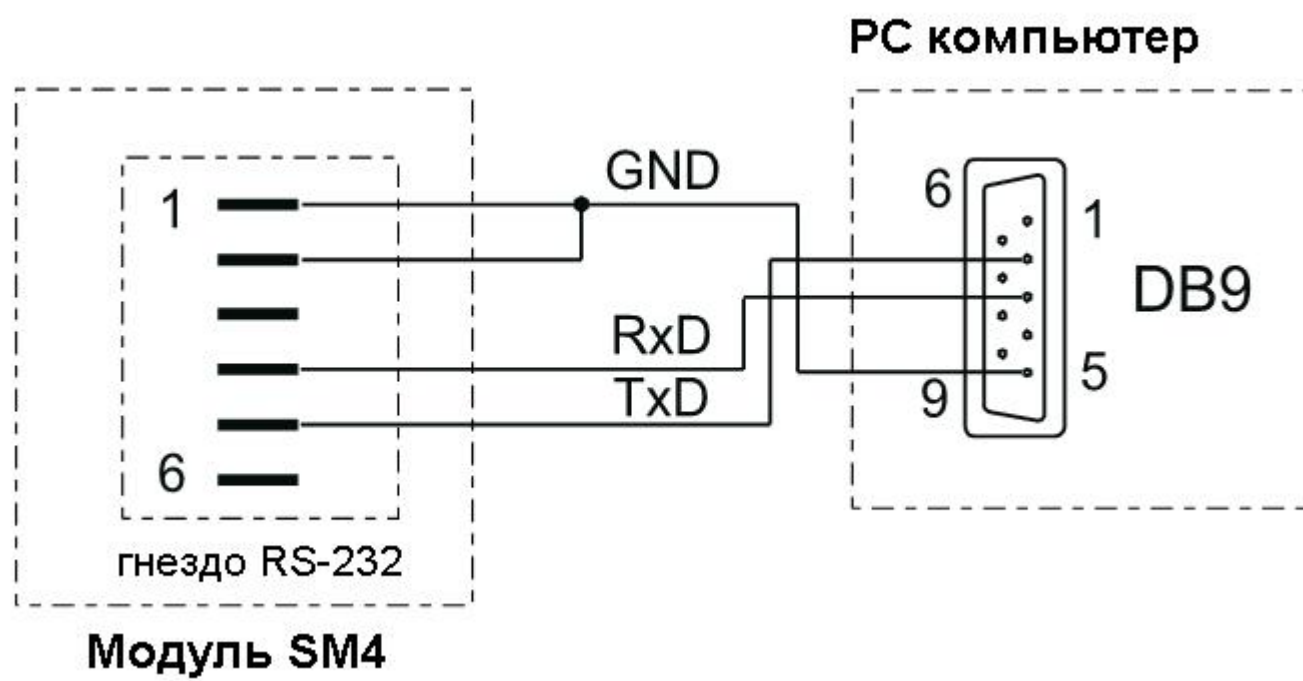 PC компьютер
GND
1
6
1
DB9
RxD
TxD
5
9
6
гнездо RS-232
Модуль SM4